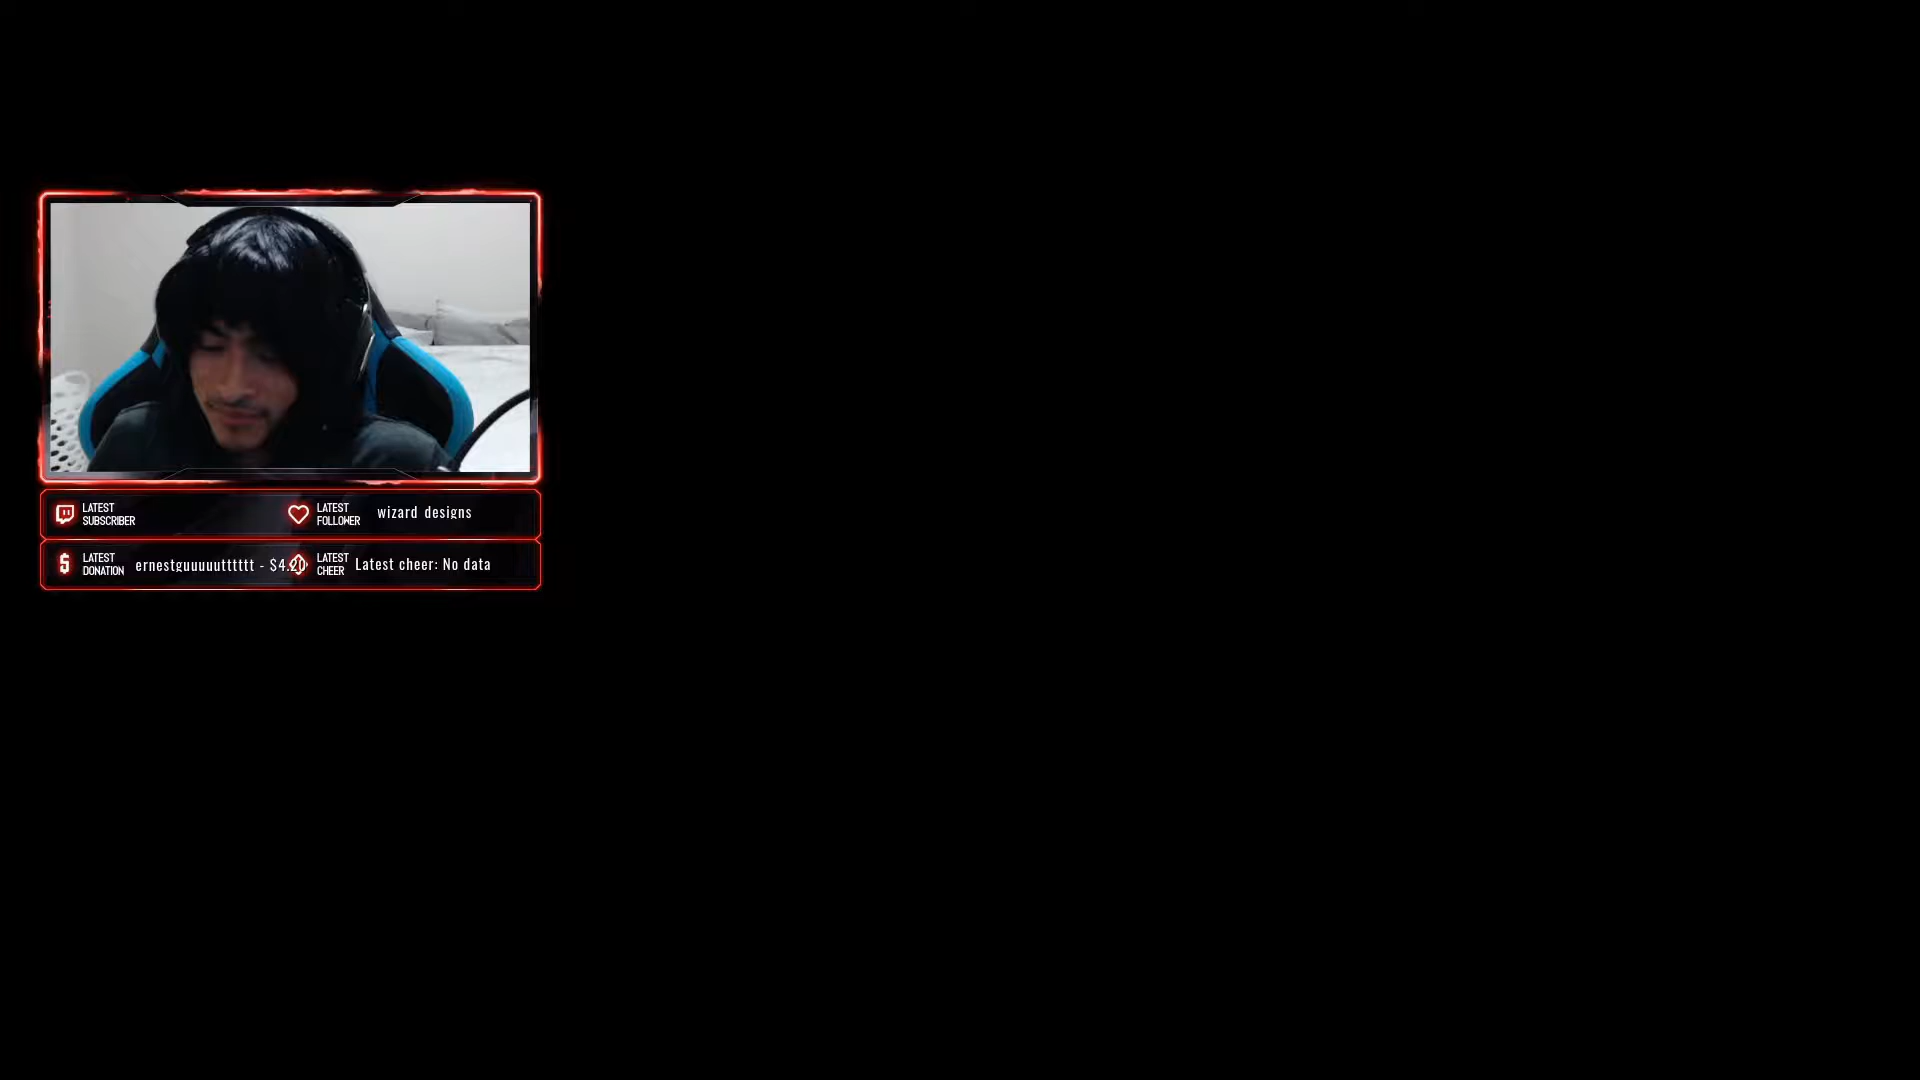 LATEST
SUBSCRIBER
LATEST
FOLLOWER
wizard designs
LATEST
DONATION
ernestguuuuutttttt - $4.20
LATEST
CHEER
Latest cheer: No data